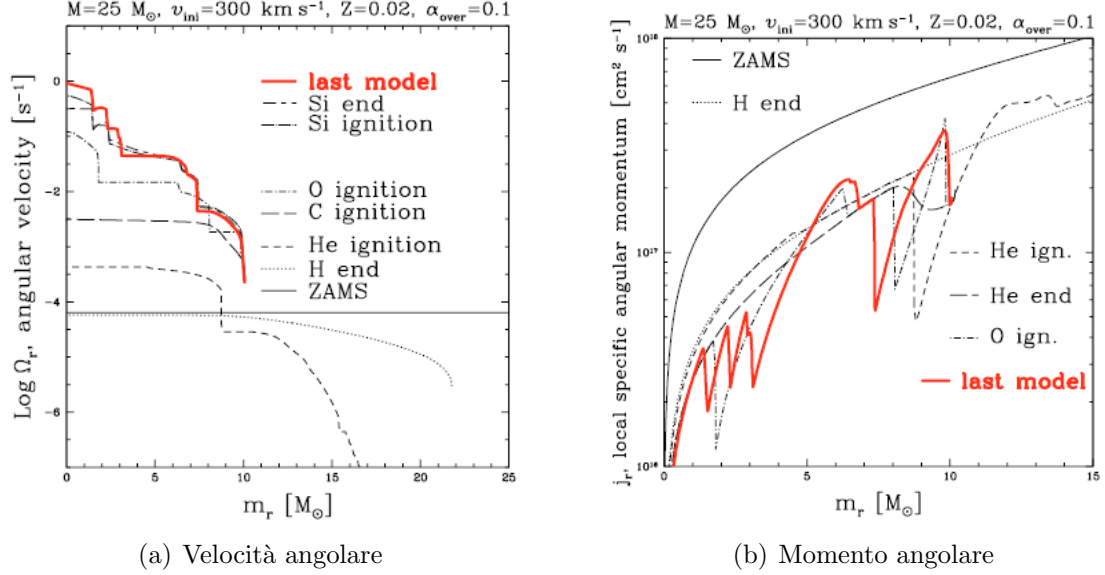 M=25 M⊙, υini=300 km s⁻¹, Z=0.02, αover=0.1
Log Ωr, angular velocity [s⁻¹]
0
−2
−4
−6
last model
Si end
Si ignition
O ignition
C ignition
He ignition
H end
ZAMS
0 5 10 15 20 25
mr [M⊙]
(a) Velocità angolare
M=25 M⊙, υini=300 km s⁻¹, Z=0.02, αover=0.1
jr, local specific angular momentum [cm² s⁻¹]
10¹⁸
10¹⁷
10¹⁶
ZAMS
H end
He ign.
He end
O ign.
last model
0 5 10 15
mr [M⊙]
(b) Momento angolare